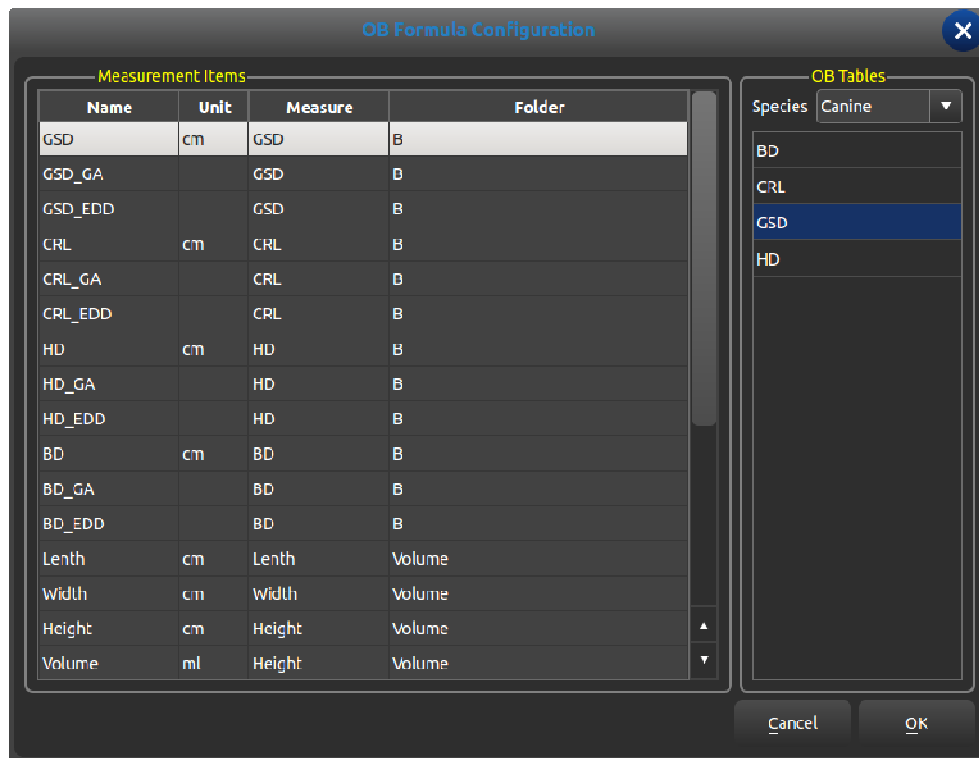 OB Formula Configuration
Measurement Items
Name Unit Measure Folder
GSD cm GSD B
GSD_GA GSD B
GSD_EDD GSD B
CRL cm CRL B
CRL_GA CRL B
CRL_EDD CRL B
HD cm HD B
HD_GA HD B
HD_EDD HD B
BD cm BD B
BD_GA BD B
BD_EDD BD B
Lenth cm Lenth Volume
Width cm Width Volume
Height cm Height Volume
Volume ml Height Volume
OB Tables
Species Canine
BD
CRL
GSD
HD
Cancel OK